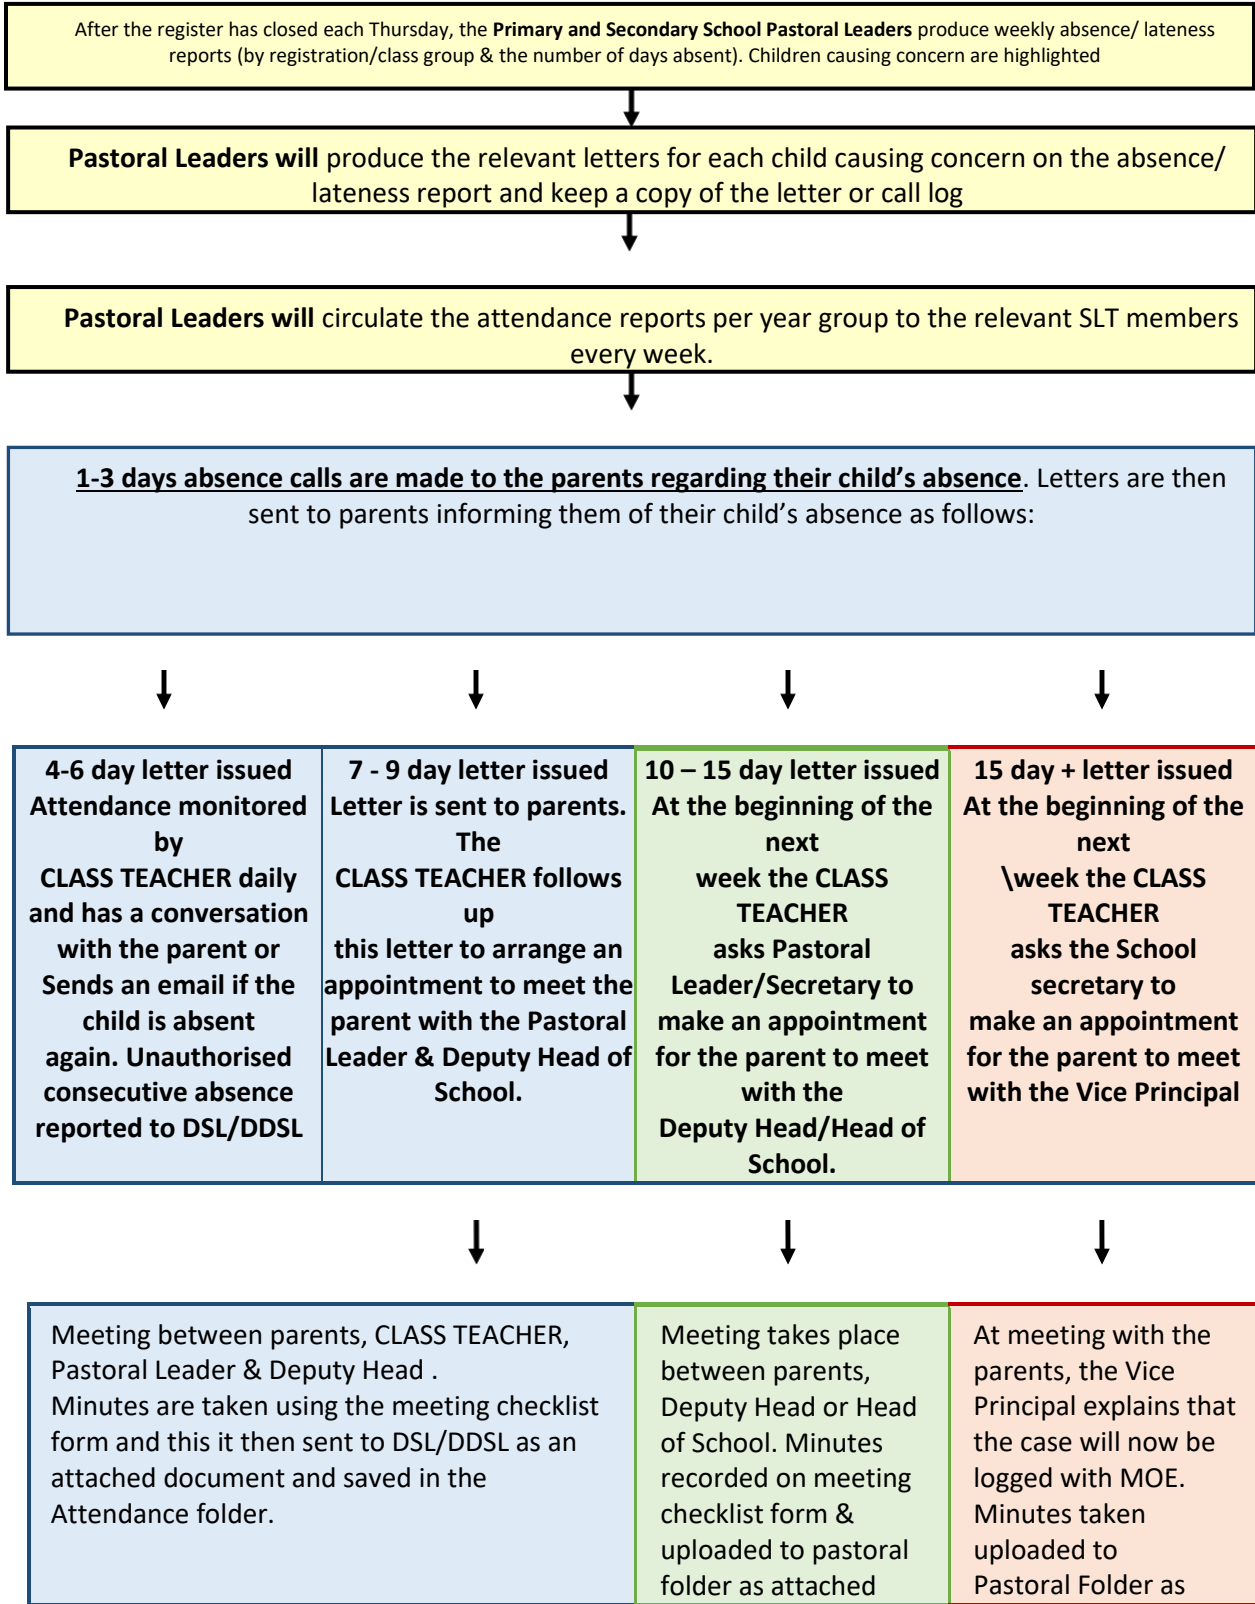 After the register has closed each Thursday, the Primary and Secondary School Pastoral Leaders produce weekly absence/ lateness
reports (by registration/class group & the number of days absent). Children causing concern are highlighted
Pastoral Leaders will produce the relevant letters for each child causing concern on the absence/
lateness report and keep a copy of the letter or call log
Pastoral Leaders will circulate the attendance reports per year group to the relevant SLT members
every week.
1-3 days absence calls are made to the parents regarding their child’s absence. Letters are then
sent to parents informing them of their child’s absence as follows:
4-6 day letter issued
Attendance monitored
by
CLASS TEACHER daily
and has a conversation
with the parent or
Sends an email if the
child is absent
again. Unauthorised
consecutive absence
reported to DSL/DDSL
7 - 9 day letter issued
Letter is sent to parents.
The
CLASS TEACHER follows
up
this letter to arrange an
appointment to meet the
parent with the Pastoral
Leader & Deputy Head of
School.
10 – 15 day letter issued
At the beginning of the
next
week the CLASS
TEACHER
asks Pastoral
Leader/Secretary to
make an appointment
for the parent to meet
with the
Deputy Head/Head of
School.
15 day + letter issued
At the beginning of the
next
\week the CLASS
TEACHER
asks the School
secretary to
make an appointment
for the parent to meet
with the Vice Principal
Meeting between parents, CLASS TEACHER,
Pastoral Leader & Deputy Head .
Minutes are taken using the meeting checklist
form and this it then sent to DSL/DDSL as an
attached document and saved in the
Attendance folder.
Meeting takes place
between parents,
Deputy Head or Head
of School. Minutes
recorded on meeting
checklist form &
uploaded to pastoral
folder as attached
At meeting with the
parents, the Vice
Principal explains that
the case will now be
logged with MOE.
Minutes taken
uploaded to
Pastoral Folder as